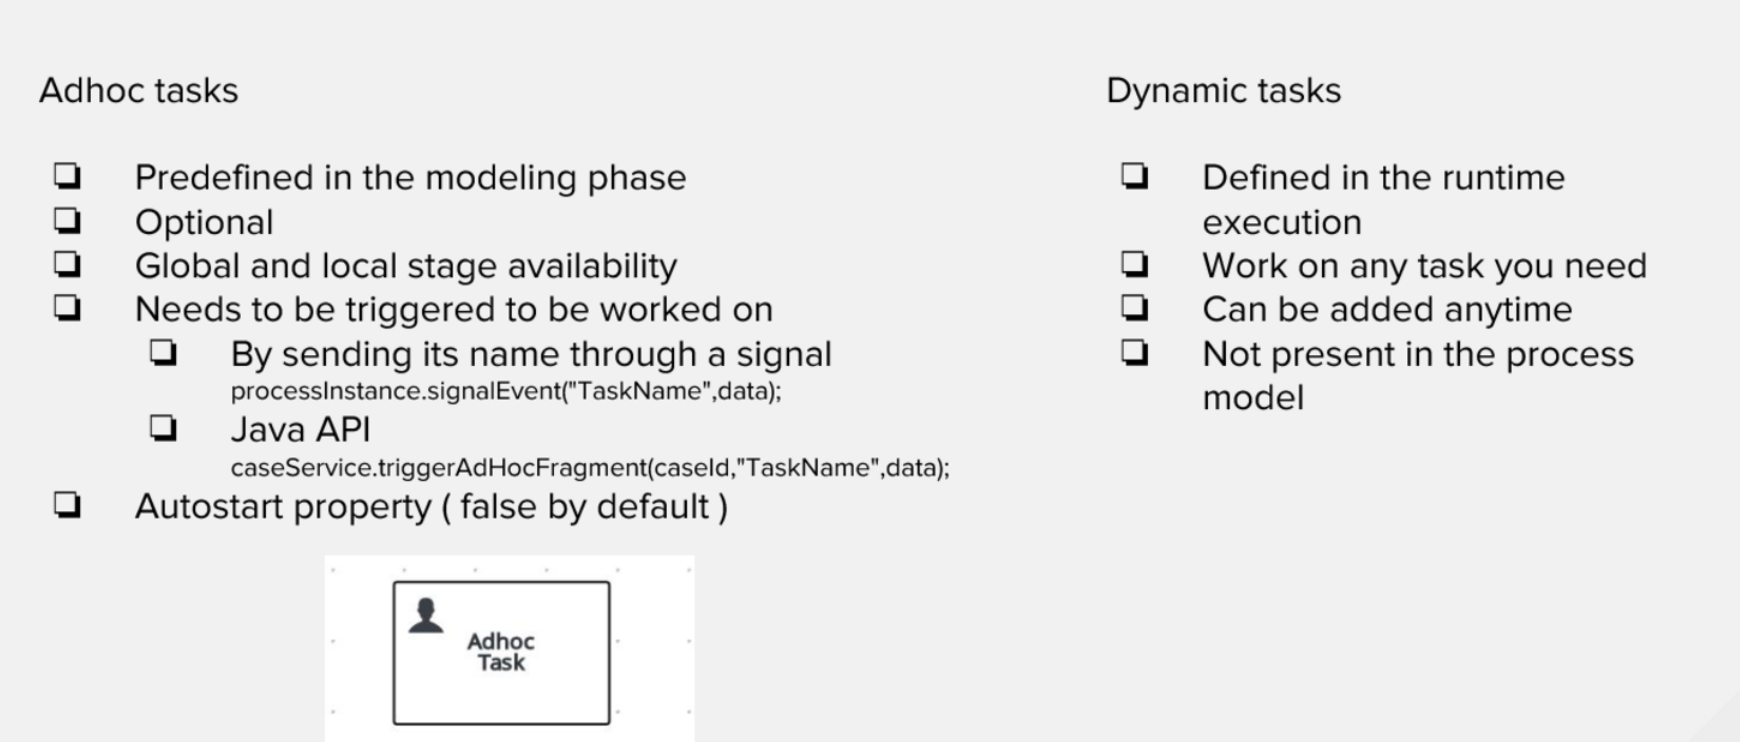 Adhoc tasks
Predefined in the modeling phase
Optional
Global and local stage availability
Needs to be triggered to be worked on
By sending its name through a signal
processInstance.signalEvent("TaskName",data);
Java API
caseService.triggerAdHocFragment(caseId,"TaskName",data);
Autostart property ( false by default )
Adhoc
Task
Dynamic tasks
Defined in the runtime
execution
Work on any task you need
Can be added anytime
Not present in the process
model